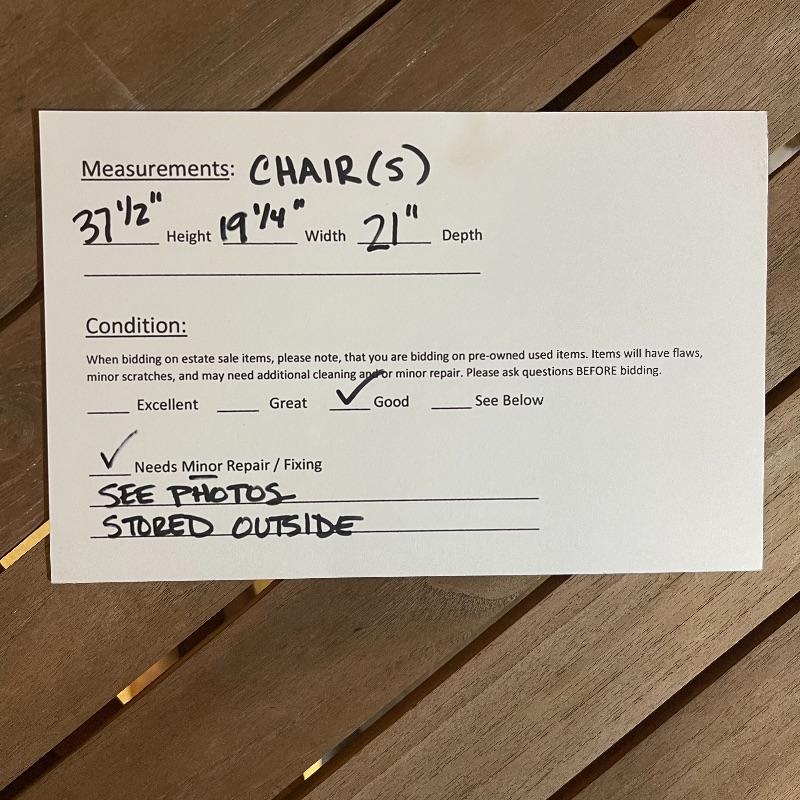 Measurements: CHAIR(S)
37 1/2" Height 19 1/4" Width 21" Depth
Condition:
When bidding on estate sale items, please note, that you are bidding on pre-owned used items. Items will have flaws,
minor scratches, and may need additional cleaning and/or minor repair. Please ask questions BEFORE bidding.
____ Excellent ____ Great ✓ Good ____ See Below
✓ Needs Minor Repair / Fixing
SEE PHOTOS
STORED OUTSIDE